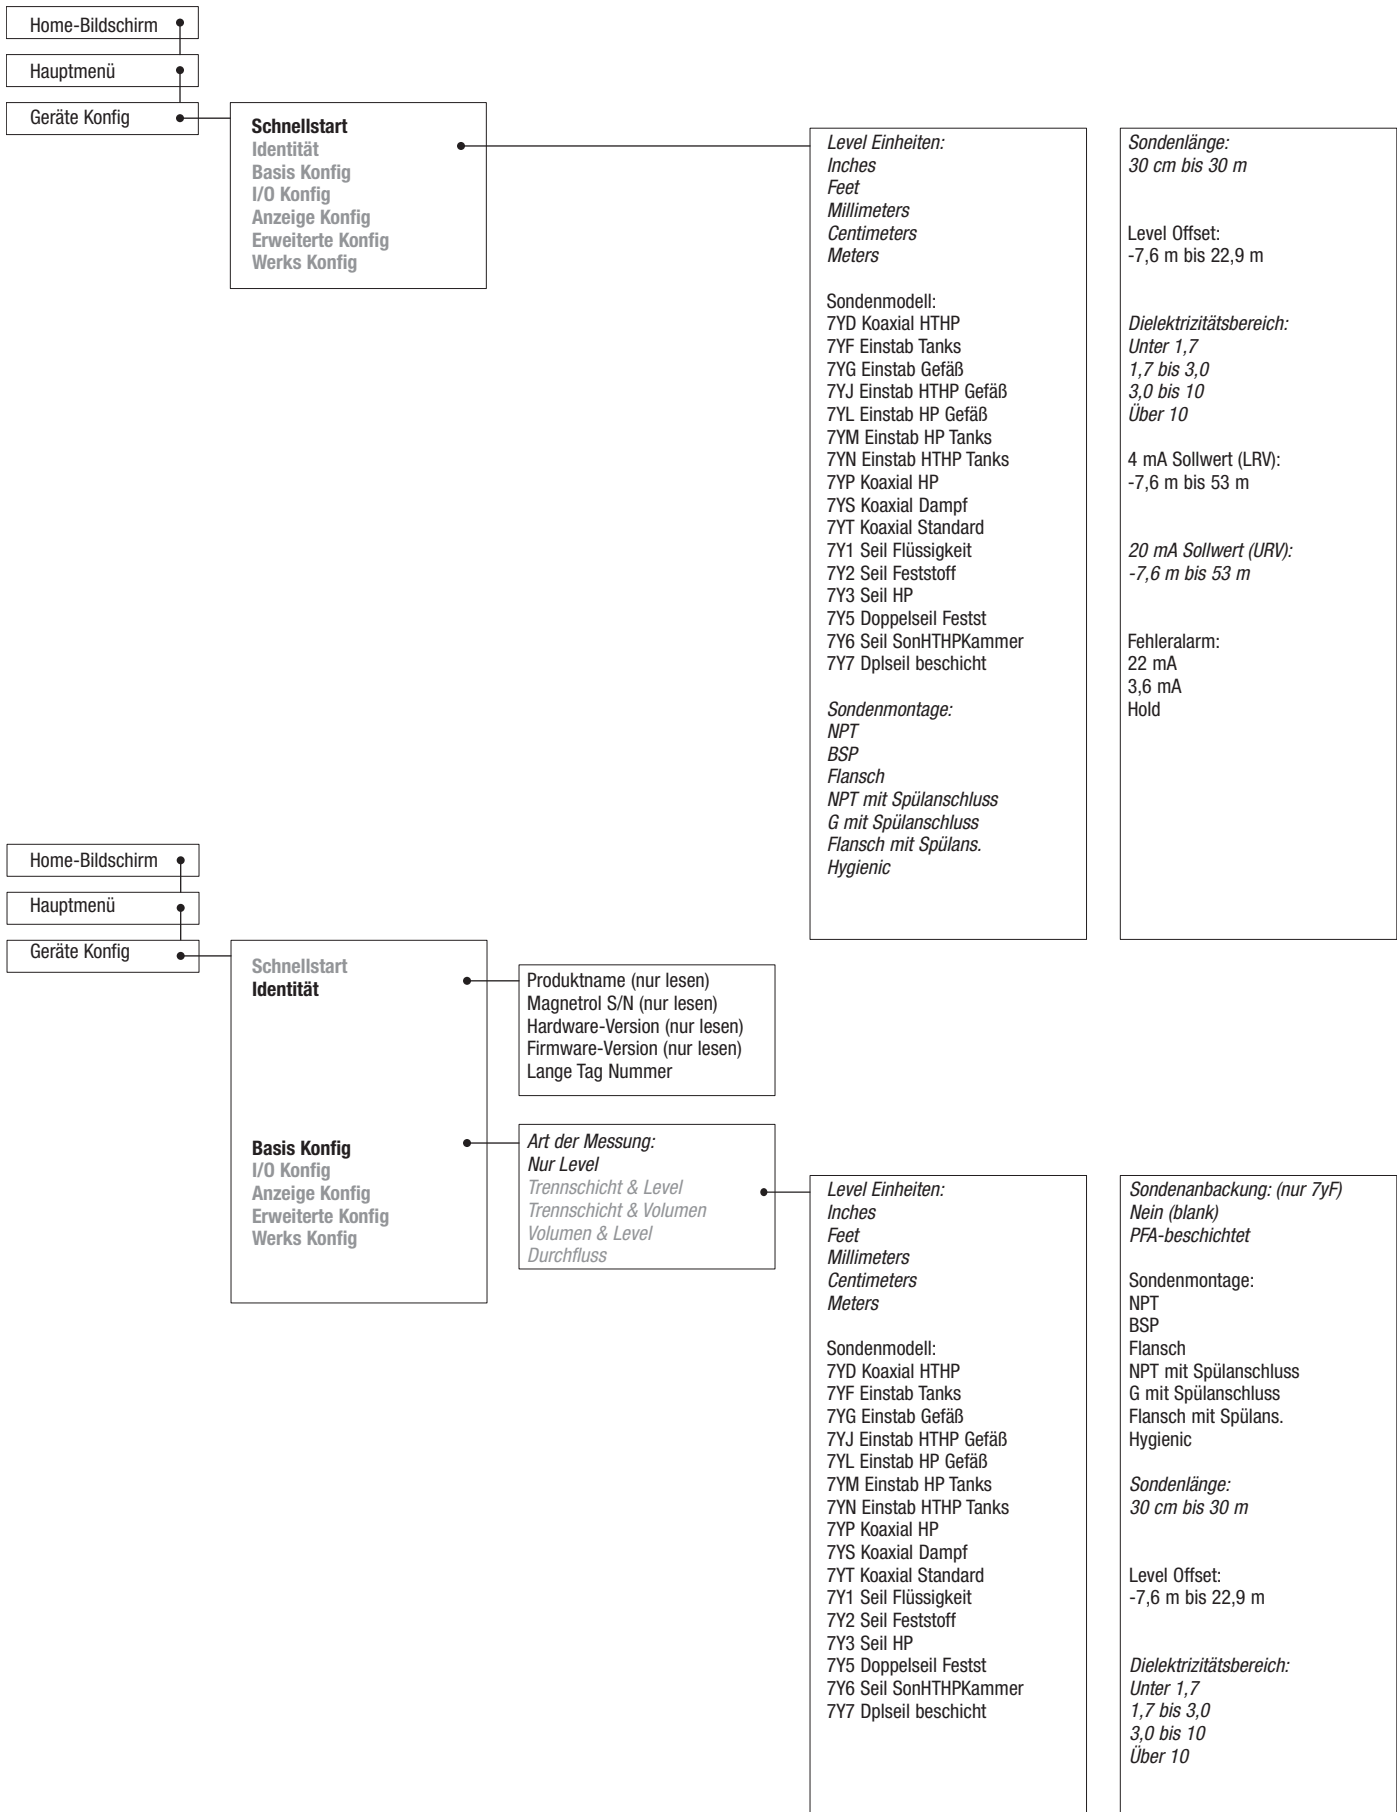 Home-Bildschirm
Hauptmenü
Geräte Konfig
Schnellstart
Identität
Basis Konfig
I/O Konfig
Anzeige Konfig
Erweiterte Konfig
Werks Konfig
Level Einheiten:
Inches
Feet
Millimeters
Centimeters
Meters
Sondenmodell:
7YD Koaxial HTHP
7YF Einstab Tanks
7YG Einstab Gefäß
7YJ Einstab HTHP Gefäß
7YL Einstab HP Gefäß
7YM Einstab HP Tanks
7YN Einstab HTHP Tanks
7YP Koaxial HP
7YS Koaxial Dampf
7YT Koaxial Standard
7Y1 Seil Flüssigkeit
7Y2 Seil Feststoff
7Y3 Seil HP
7Y5 Doppelseil Festst
7Y6 Seil SonHTHPKammer
7Y7 Dplseil beschicht
Sondenmontage:
NPT
BSP
Flansch
NPT mit Spülanschluss
G mit Spülanschluss
Flansch mit Spülans.
Hygienic
Sondenlänge:
30 cm bis 30 m
Level Offset:
-7,6 m bis 22,9 m
Dielektrizitätsbereich:
Unter 1,7
1,7 bis 3,0
3,0 bis 10
Über 10
4 mA Sollwert (LRV):
-7,6 m bis 53 m
20 mA Sollwert (URV):
-7,6 m bis 53 m
Fehleralarm:
22 mA
3,6 mA
Hold
Home-Bildschirm
Hauptmenü
Geräte Konfig
Schnellstart
Identität
Produktname (nur lesen)
Magnetrol S/N (nur lesen)
Hardware-Version (nur lesen)
Firmware-Version (nur lesen)
Lange Tag Nummer
Basis Konfig
I/O Konfig
Anzeige Konfig
Erweiterte Konfig
Werks Konfig
Art der Messung:
Nur Level
Trennschicht & Level
Trennschicht & Volumen
Volumen & Level
Durchfluss
Level Einheiten:
Inches
Feet
Millimeters
Centimeters
Meters
Sondenmodell:
7YD Koaxial HTHP
7YF Einstab Tanks
7YG Einstab Gefäß
7YJ Einstab HTHP Gefäß
7YL Einstab HP Gefäß
7YM Einstab HP Tanks
7YN Einstab HTHP Tanks
7YP Koaxial HP
7YS Koaxial Dampf
7YT Koaxial Standard
7Y1 Seil Flüssigkeit
7Y2 Seil Feststoff
7Y3 Seil HP
7Y5 Doppelseil Festst
7Y6 Seil SonHTHPKammer
7Y7 Dplseil beschicht
Sondenanbackung: (nur 7yF)
Nein (blank)
PFA-beschichtet
Sondenmontage:
NPT
BSP
Flansch
NPT mit Spülanschluss
G mit Spülanschluss
Flansch mit Spülans.
Hygienic
Sondenlänge:
30 cm bis 30 m
Level Offset:
-7,6 m bis 22,9 m
Dielektrizitätsbereich:
Unter 1,7
1,7 bis 3,0
3,0 bis 10
Über 10